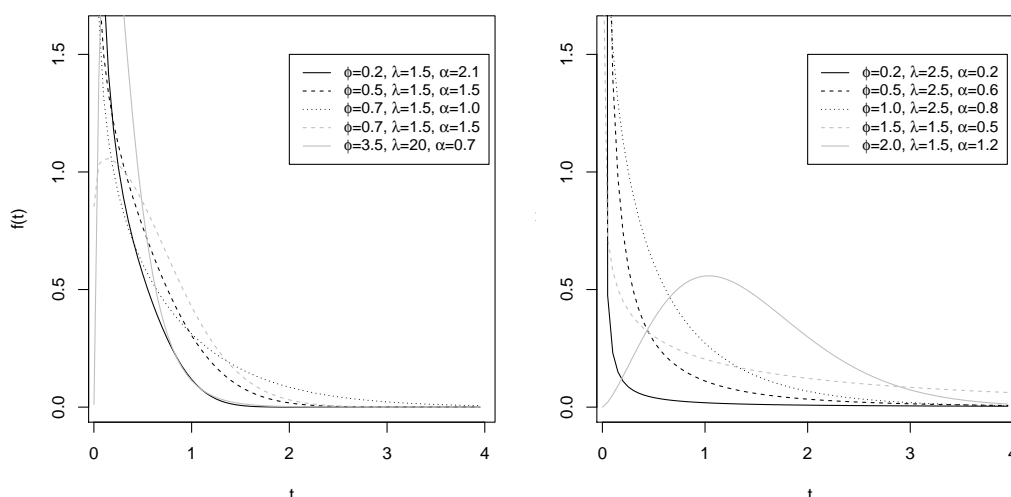 f(t)
1.5
1.0
0.5
0.0
ϕ=0.2, λ=1.5, α=2.1
ϕ=0.5, λ=1.5, α=1.5
ϕ=0.7, λ=1.5, α=1.0
ϕ=0.7, λ=1.5, α=1.5
ϕ=3.5, λ=20, α=0.7
0 1 2 3 4
t
1.5
1.0
0.5
0.0
ϕ=0.2, λ=2.5, α=0.2
ϕ=0.5, λ=2.5, α=0.6
ϕ=1.0, λ=2.5, α=0.8
ϕ=1.5, λ=1.5, α=0.5
ϕ=2.0, λ=1.5, α=1.2
0 1 2 3 4
t